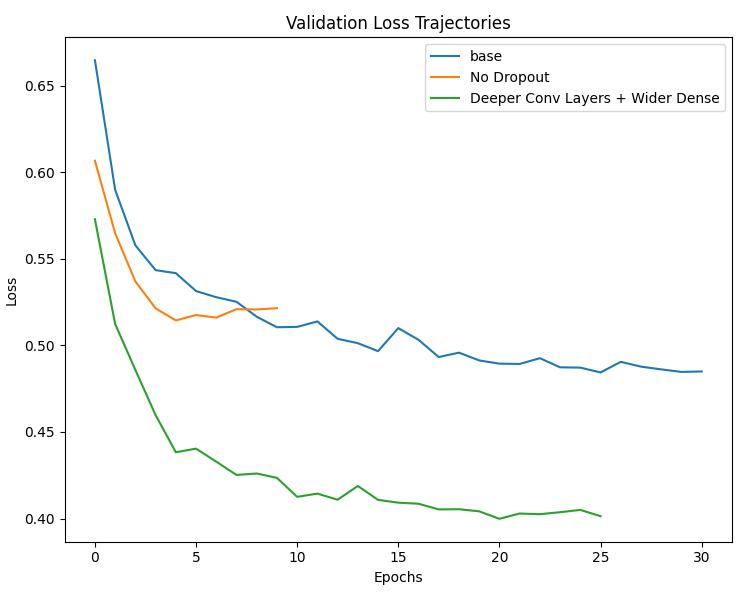 Validation Loss Trajectories
base
No Dropout
Deeper Conv Layers + Wider Dense
Loss
0.65
0.60
0.55
0.50
0.45
0.40
0 5 10 15 20 25 30
Epochs